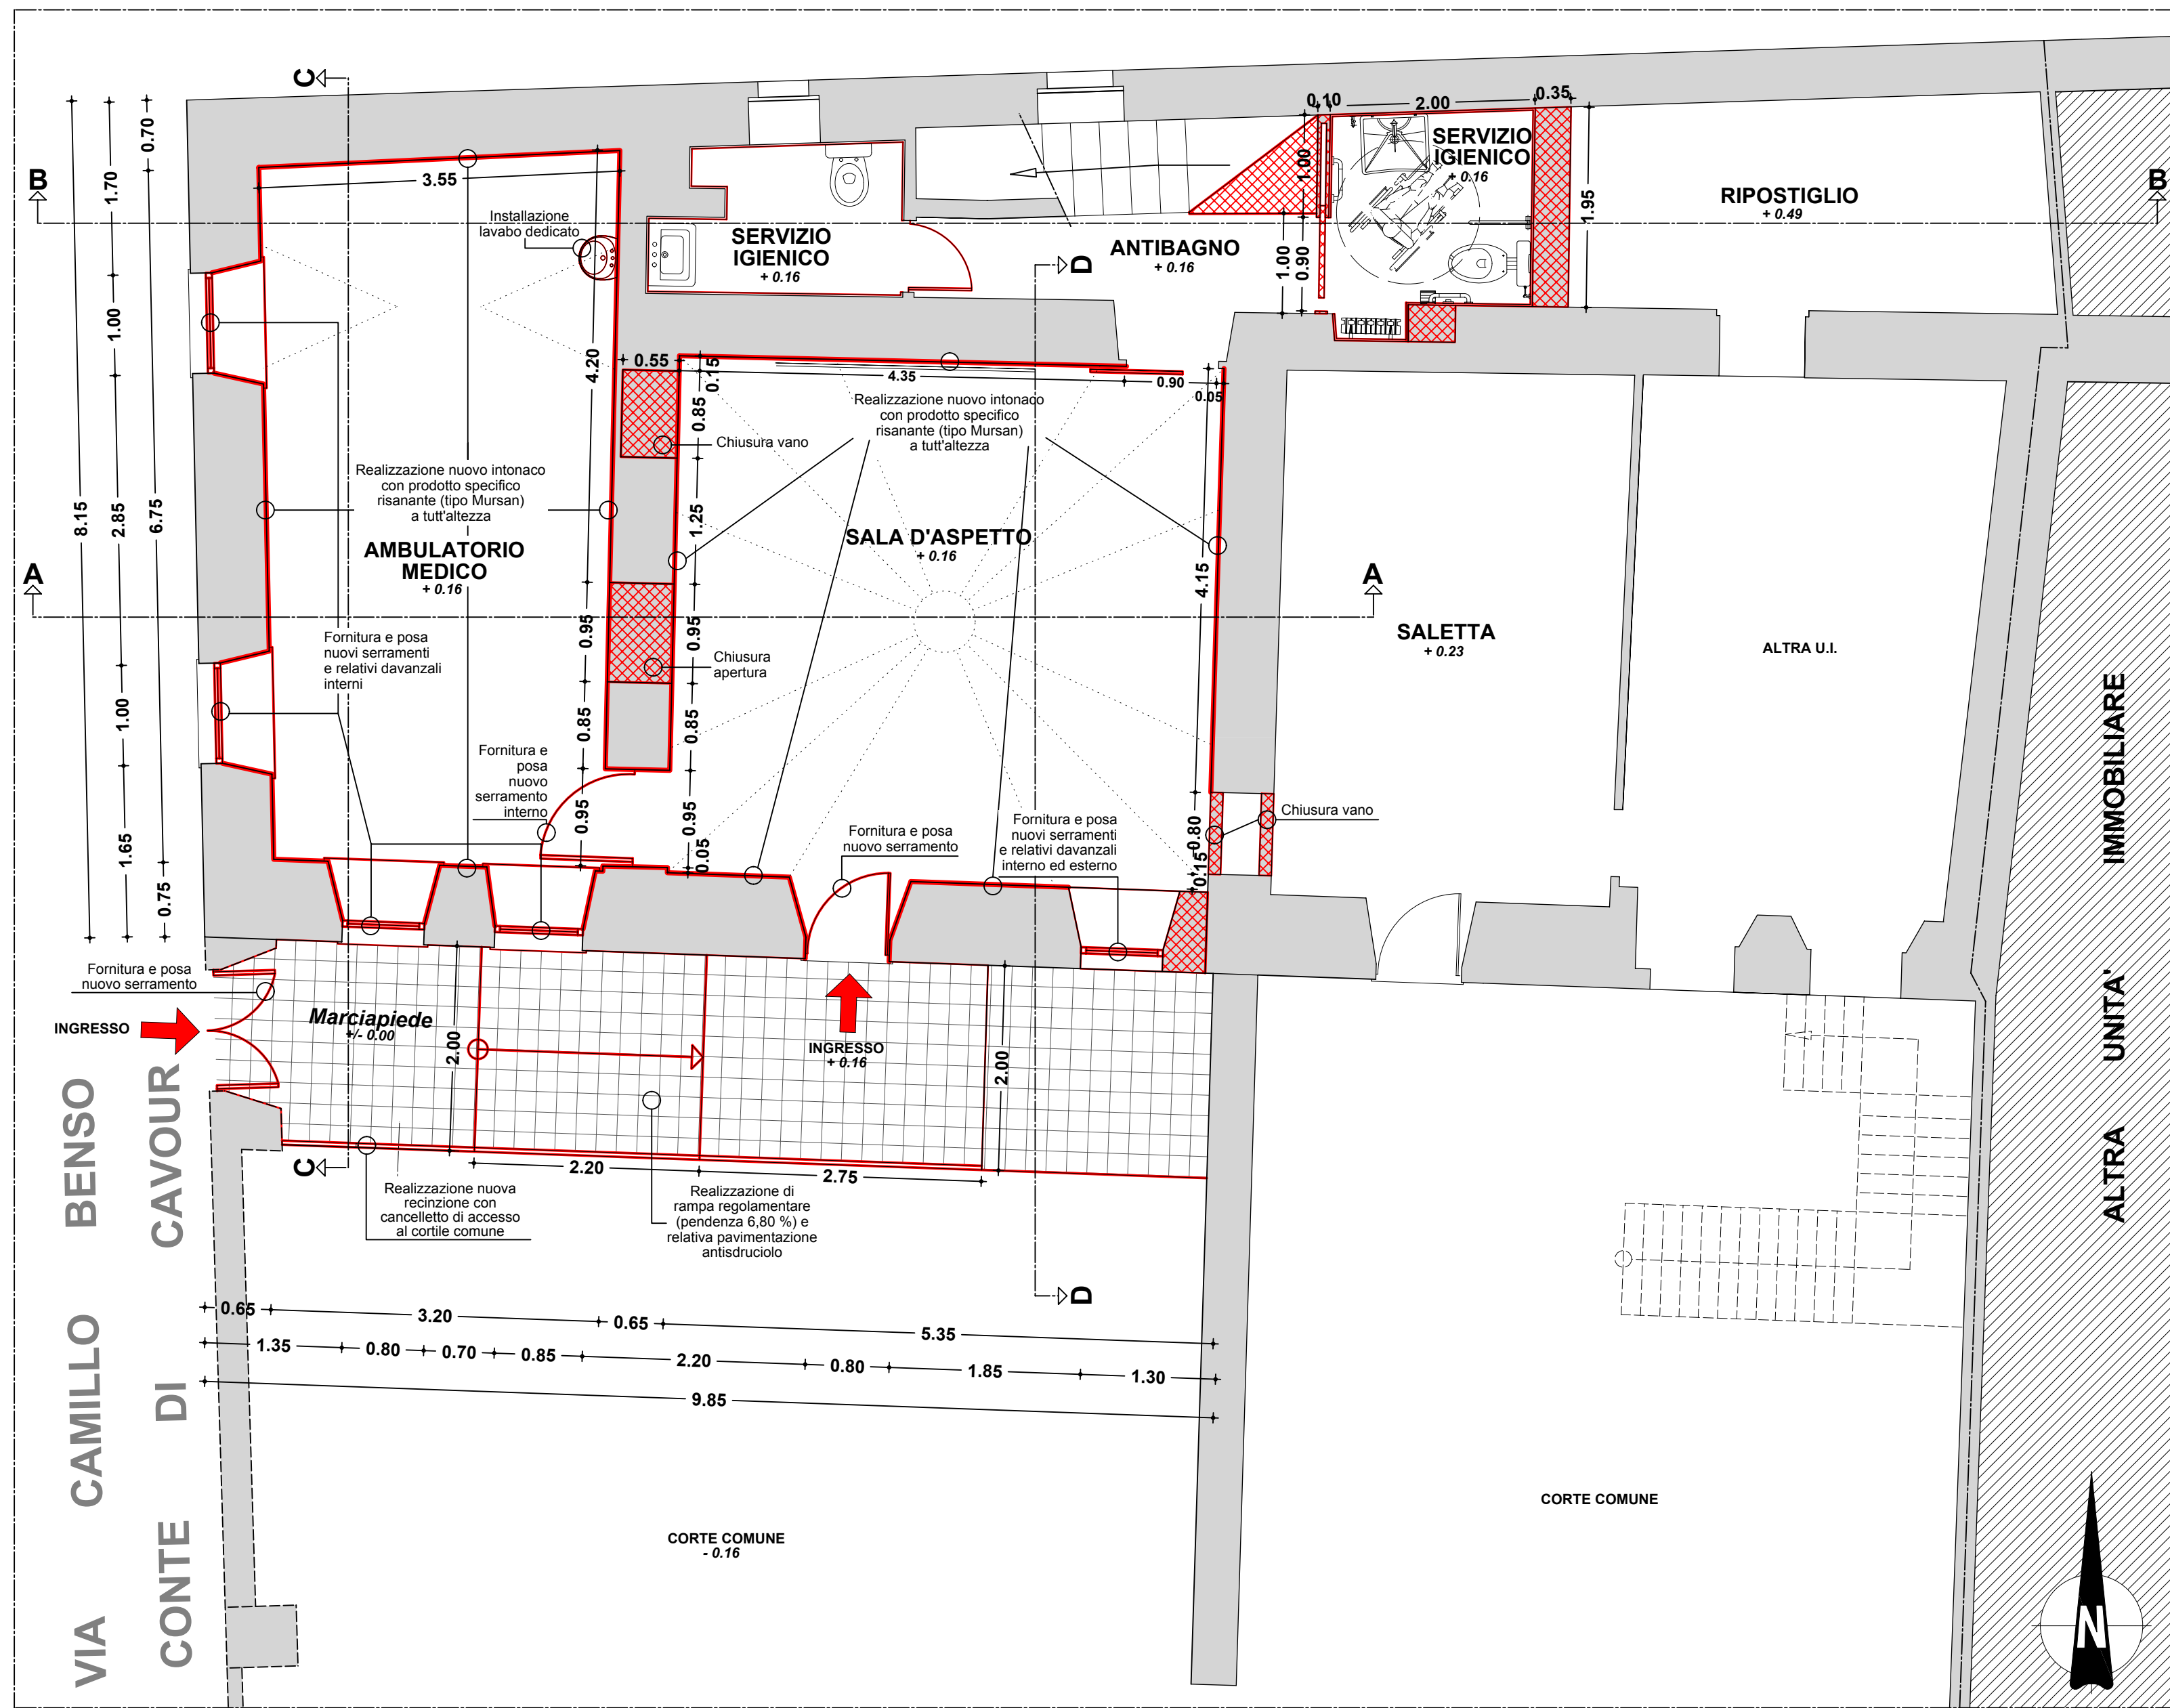 C
0.10
2.00
0.35
8.15
1.70
1.00
2.85
1.00
1.65
0.70
6.75
0.75
B
B
3.55
Installazione
lavabo dedicato
SERVIZIO
IGIENICO
+ 0.16
SERVIZIO
IGIENICO
+ 0.16
1.00
1.95
RIPOSTIGLIO
+ 0.49
ANTIBAGNO
+ 0.16
D
1.00
0.90
4.20
0.55
0.15
0.85
4.35
0.90
0.05
Realizzazione nuovo intonaco
con prodotto specifico
risanante (tipo Mursan)
a tutt'altezza
Chiusura vano
Realizzazione nuovo intonaco
con prodotto specifico
risanante (tipo Mursan)
a tutt'altezza
1.25
AMBULATORIO
MEDICO
+ 0.16
SALA D'ASPETTO
+ 0.16
4.15
A
A
SALETTA
+ 0.23
ALTRA U.I.
0.95
0.95
Fornitura e posa
nuovi serramenti
e relativi davanzali
interni
Chiusura
apertura
0.85
0.85
Fornitura e
posa
nuovo
serramento
interno
0.95
0.95
0.05
Fornitura e posa
nuovo serramento
Fornitura e posa
nuovi serramenti
e relativi davanzali
interno ed esterno
0.80
0.15
Chiusura vano
Fornitura e posa
nuovo serramento
INGRESSO
Marciapiede
+/- 0.00
2.00
INGRESSO
+ 0.16
2.00
C
2.20
2.75
Realizzazione nuova
recinzione con
cancelletto di accesso
al cortile comune
Realizzazione di
rampa regolamentare
(pendenza 6,80 %) e
relativa pavimentazione
antisdruciolo
D
0.65
3.20
0.65
5.35
1.35
0.80
0.70
0.85
2.20
0.80
1.85
1.30
9.85
CORTE COMUNE
- 0.16
CORTE COMUNE
VIA CAMILLO BENSO
CONTE DI CAVOUR
ALTRA UNITA' IMMOBILIARE
N